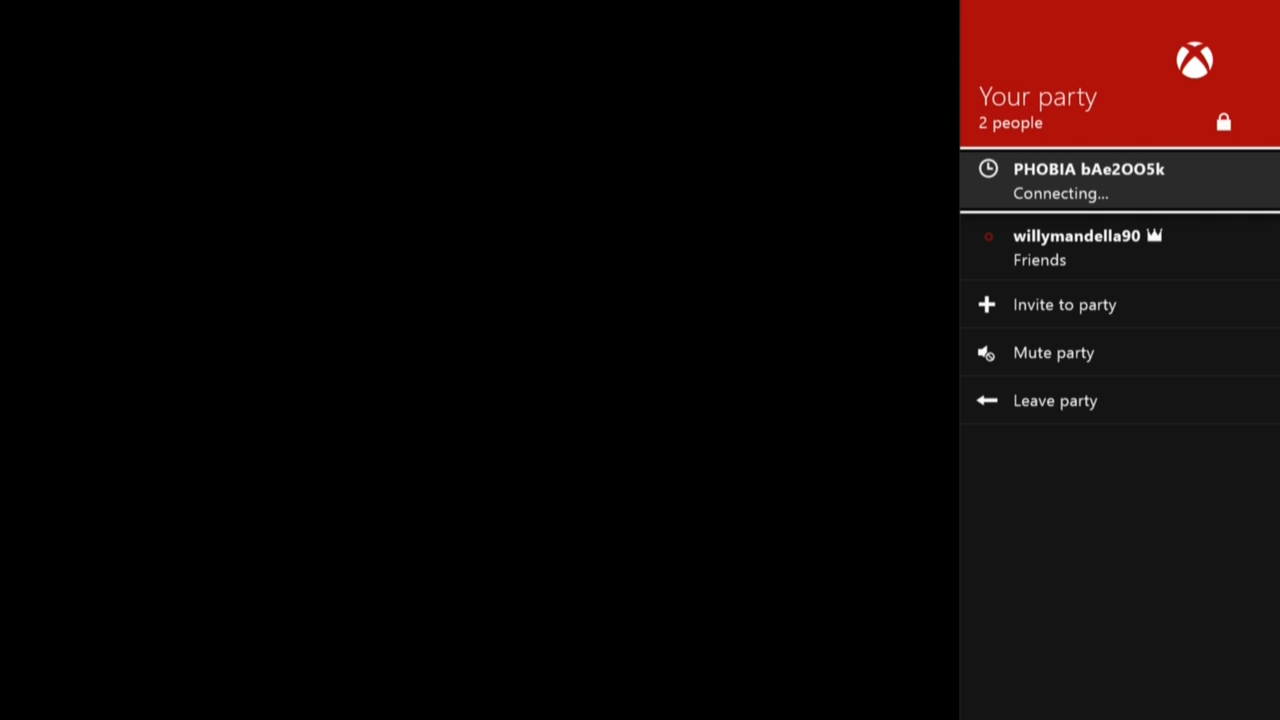 Your party
2 people
PHOBIA bAe2OO5k
Connecting...
willymandella90
Friends
Invite to party
Mute party
Leave party